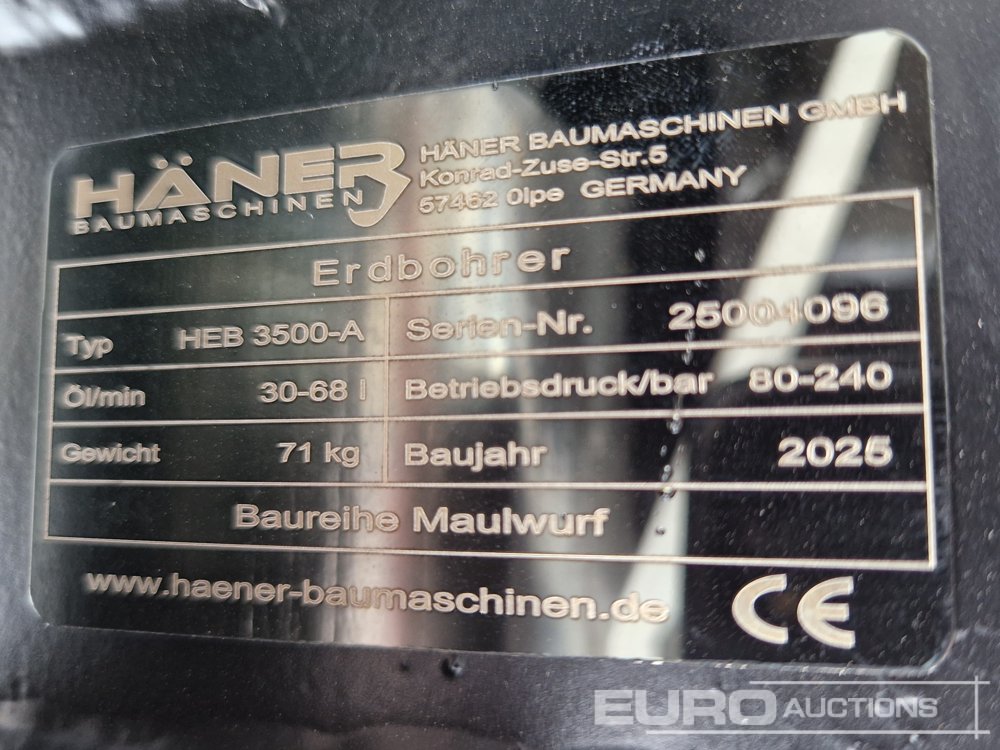 HÄNER
BAUMASCHINEN
HÄNER BAUMASCHINEN GMBH
Konrad-Zuse-Str.5
57462 Olpe GERMANY
Erdbohrer
Typ HEB 3500-A Serien-Nr. 25004096
Öl/min 30-68 l Betriebsdruck/bar 80-240
Gewicht 71 kg Baujahr 2025
Baureihe Maulwurf
www.haener-baumaschinen.de
CE
EURO AUCTIONS